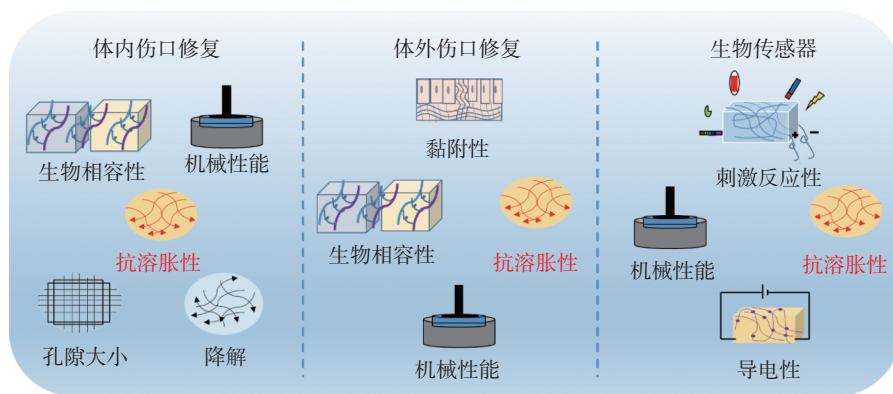 体内伤口修复
生物相容性
机械性能
抗溶胀性
孔隙大小
降解
体外伤口修复
黏附性
生物相容性
抗溶胀性
机械性能
生物传感器
+ −
刺激反应性
机械性能
抗溶胀性
导电性